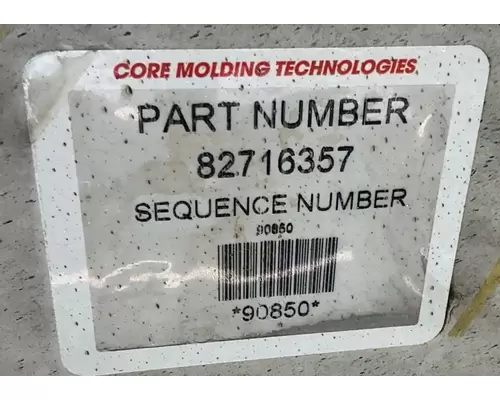 CORE MOLDING TECHNOLOGIES
PART NUMBER
82716357
SEQUENCE NUMBER
90850
*90850*